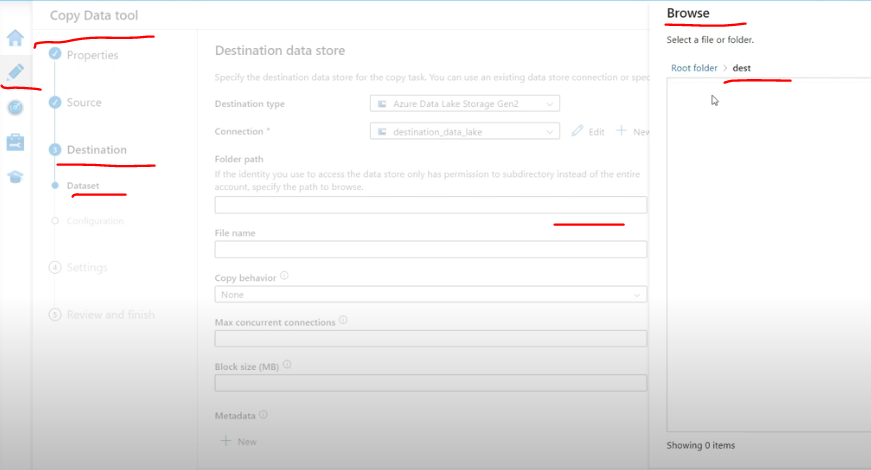 Copy Data tool
Properties
Source
3 Destination
Dataset
Configuration
4 Settings
5 Review and finish
Destination data store
Specify the destination data store for the copy task. You can use an existing data store connection or spec
Destination type
Azure Data Lake Storage Gen2
Connection *
destination_data_lake
Edit
New
Folder path
If the identity you use to access the data store only has permission to subdirectory instead of the entire
account, specify the path to browse.
File name
Copy behavior
None
Max concurrent connections
Block size (MB)
Metadata
New
Browse
Select a file or folder.
Root folder > dest
Showing 0 items